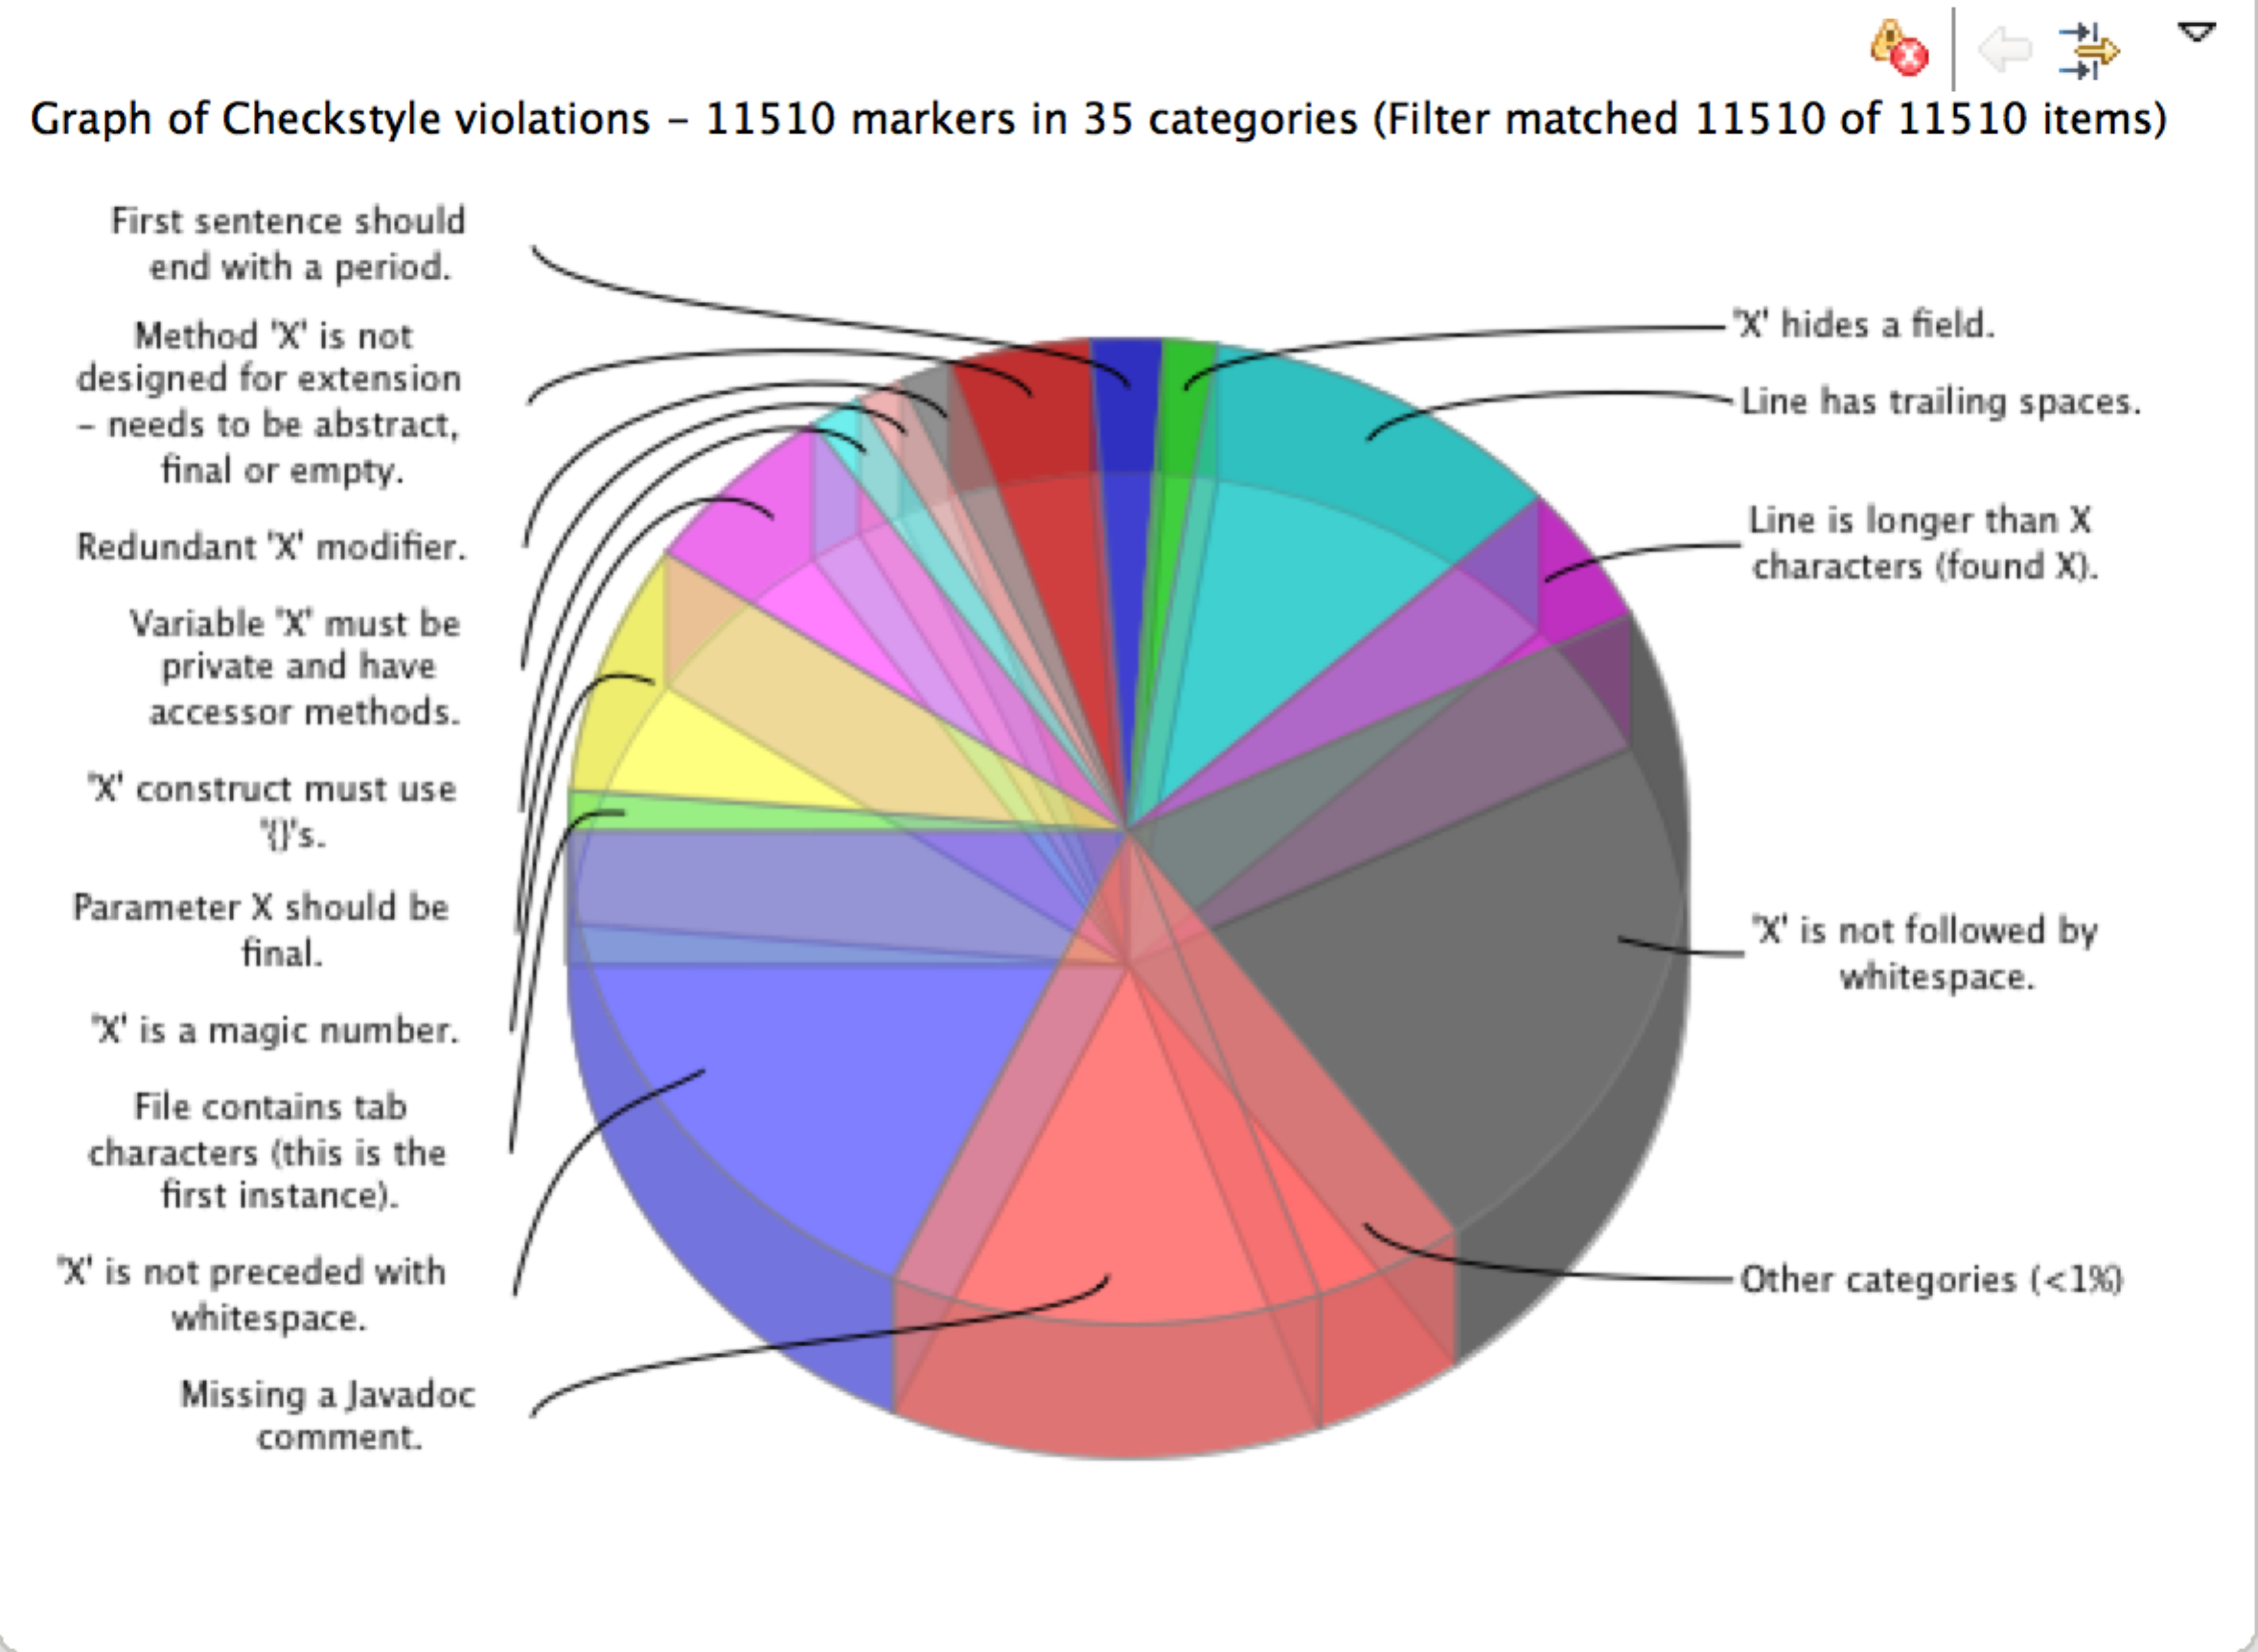 Graph of Checkstyle violations – 11510 markers in 35 categories (Filter matched 11510 of 11510 items)
First sentence should
end with a period.
Method 'X' is not
designed for extension
– needs to be abstract,
final or empty.
Redundant 'X' modifier.
Variable 'X' must be
private and have
accessor methods.
'X' construct must use
'{}'s.
Parameter X should be
final.
'X' is a magic number.
File contains tab
characters (this is the
first instance).
'X' is not preceded with
whitespace.
Missing a Javadoc
comment.
'X' hides a field.
Line has trailing spaces.
Line is longer than X
characters (found X).
'X' is not followed by
whitespace.
Other categories (<1%)